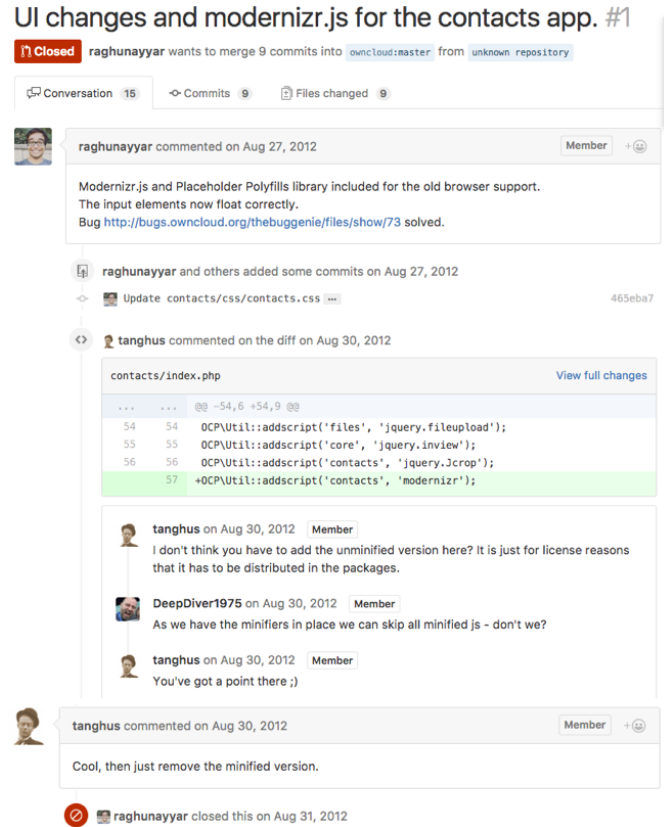 UI changes and modernizr.js for the contacts app. #1
Closed raghunayyar wants to merge 9 commits into owncloud:master from unknown repository
Conversation 15 Commits 9 Files changed 9
raghunayyar commented on Aug 27, 2012 Member +
Modernizr.js and Placeholder Polyfills library included for the old browser support.
The input elements now float correctly.
Bug http://bugs.owncloud.org/thebuggenie/files/show/73 solved.
raghunayyar and others added some commits on Aug 27, 2012
Update contacts/css/contacts.css … 465eba7
<> tanghus commented on the diff on Aug 30, 2012
contacts/index.php View full changes
... ... @@ -54,6 +54,9 @@
54 54 OCP\Util::addscript('files', 'jquery.fileupload');
55 55 OCP\Util::addscript('core', 'jquery.inview');
56 56 OCP\Util::addscript('contacts', 'jquery.Jcrop');
57 +OCP\Util::addscript('contacts', 'modernizr');
tanghus on Aug 30, 2012 Member
I don't think you have to add the unminified version here? It is just for license reasons
that it has to be distributed in the packages.
DeepDiver1975 on Aug 30, 2012 Member
As we have the minifiers in place we can skip all minified js - don't we?
tanghus on Aug 30, 2012 Member
You've got a point there ;)
tanghus commented on Aug 30, 2012 Member +
Cool, then just remove the minified version.
raghunayyar closed this on Aug 31, 2012